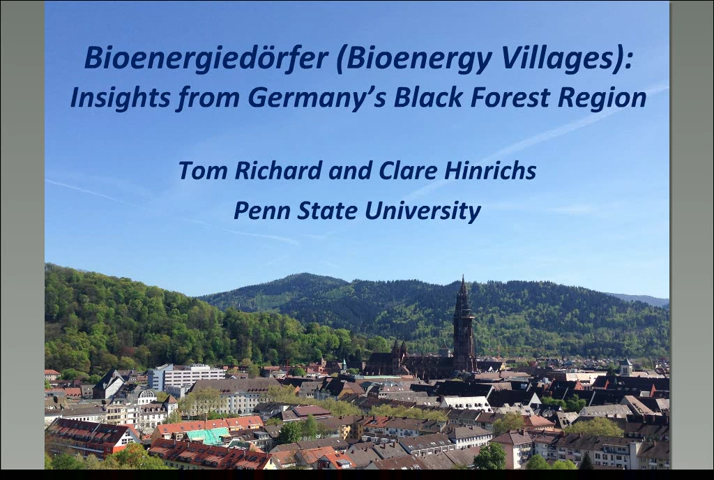 Bioenergiedörfer (Bioenergy Villages):
Insights from Germany’s Black Forest Region
Tom Richard and Clare Hinrichs
Penn State University